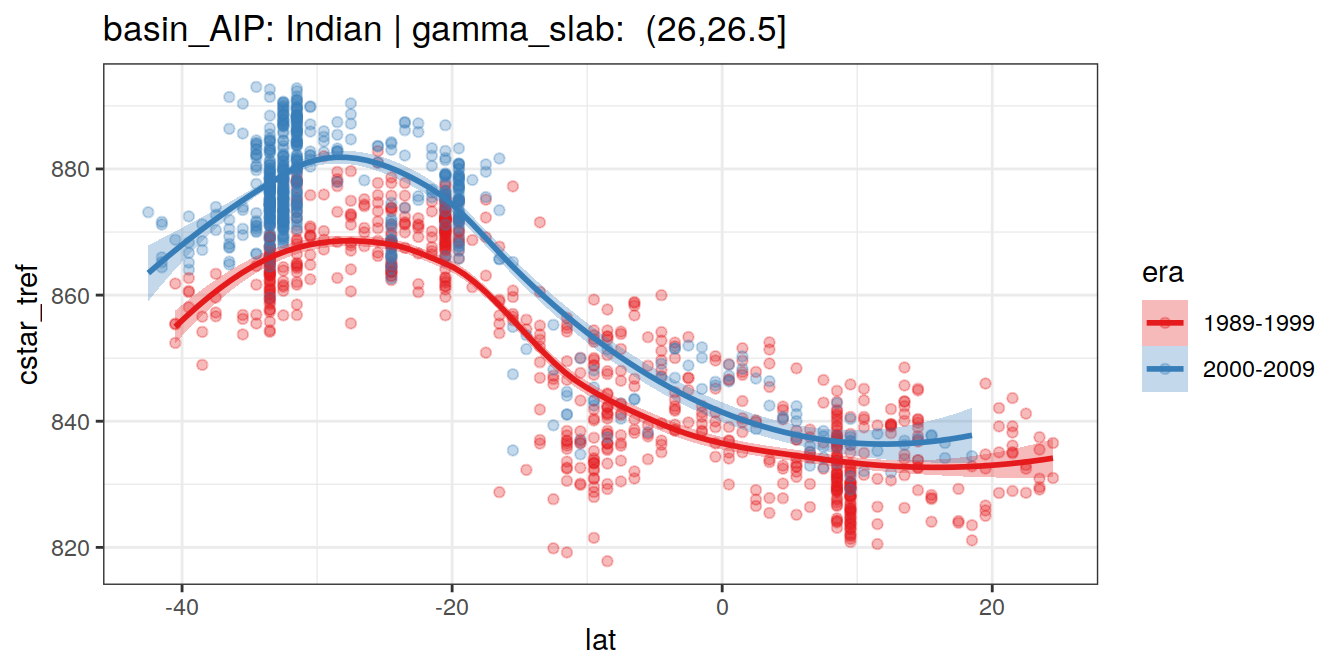 basin_AIP: Indian | gamma_slab:  (26,26.5]
cstar_tref
880
860
840
820
-40
-20
0
20
lat
era
1989-1999
2000-2009